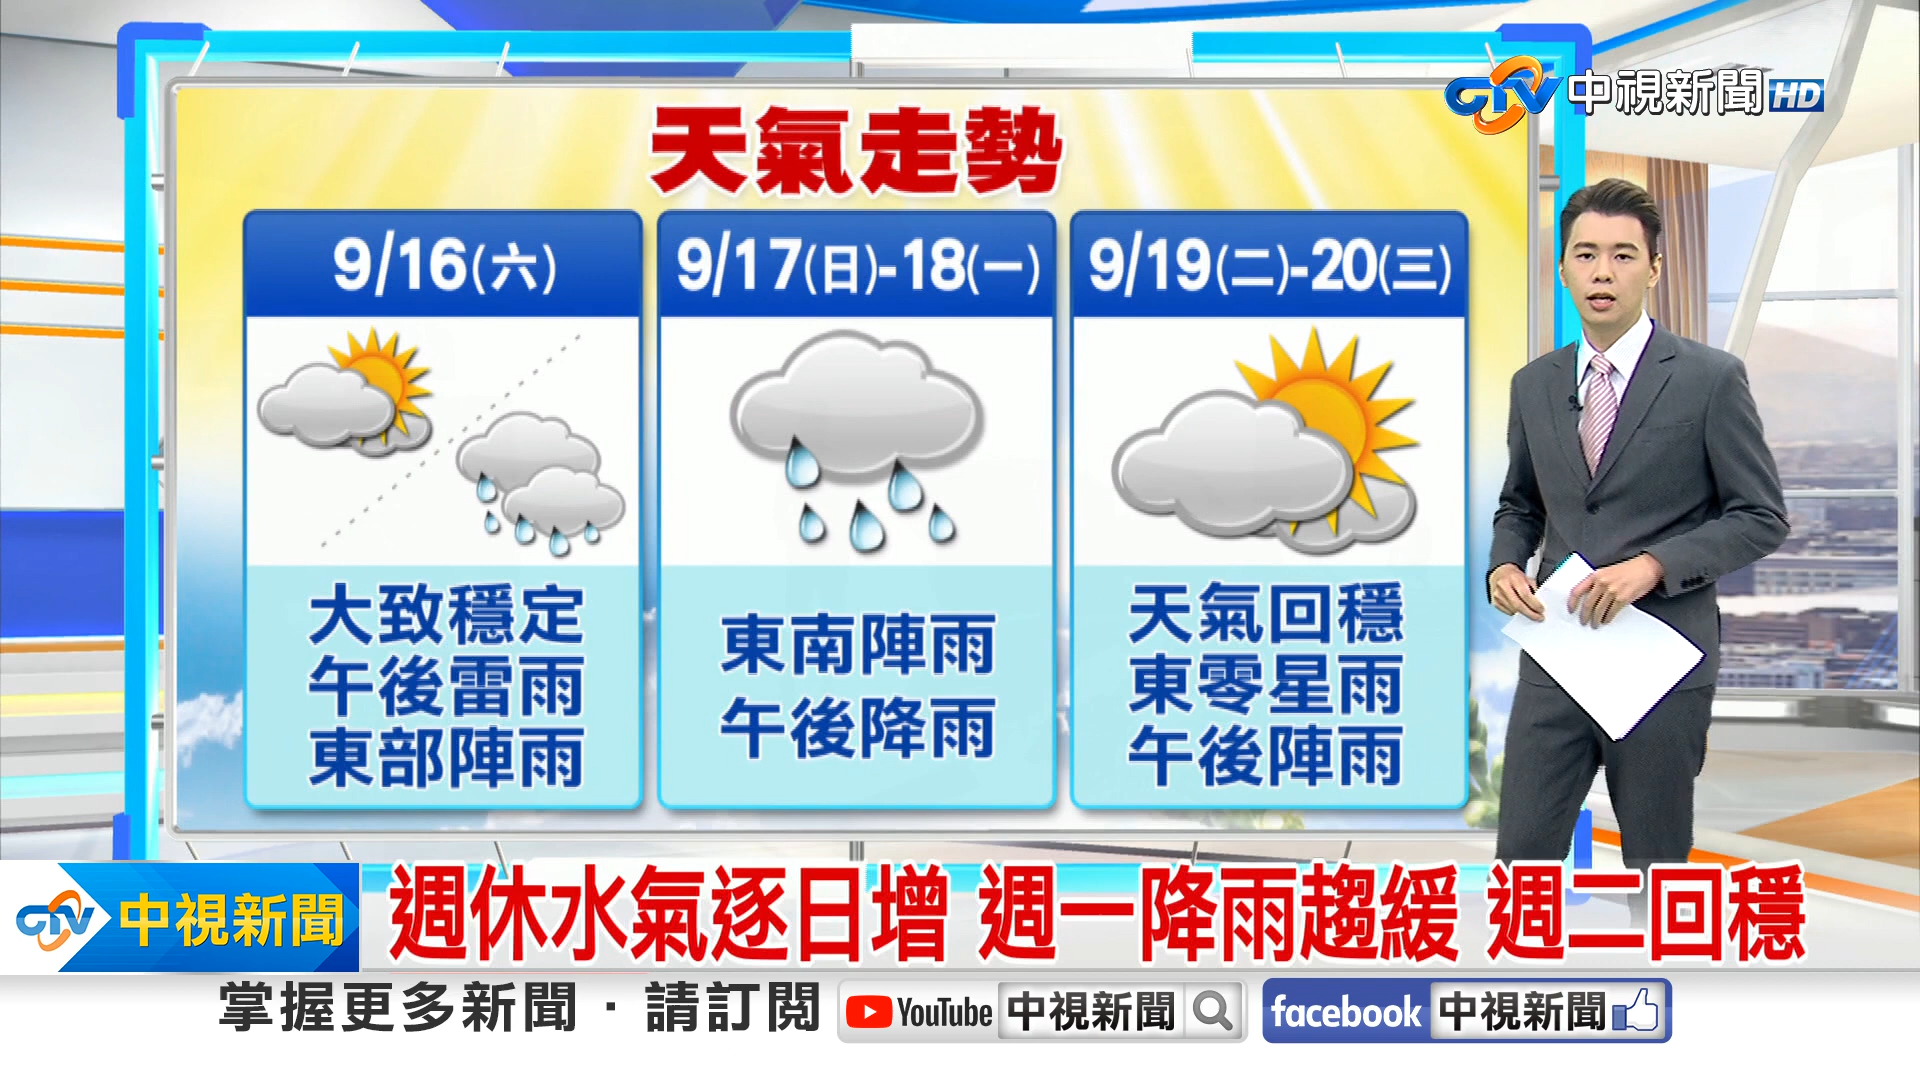 CTV 中視新聞 HD
天氣走勢
9/16(六)
大致穩定
午後雷雨
東部陣雨
9/17(日)-18(一)
東南陣雨
午後降雨
9/19(二)-20(三)
天氣回穩
東零星雨
午後陣雨
CTV 中視新聞
週休水氣逐日增 週一降雨趨緩 週二回穩
掌握更多新聞・請訂閱 YouTube 中視新聞 facebook 中視新聞